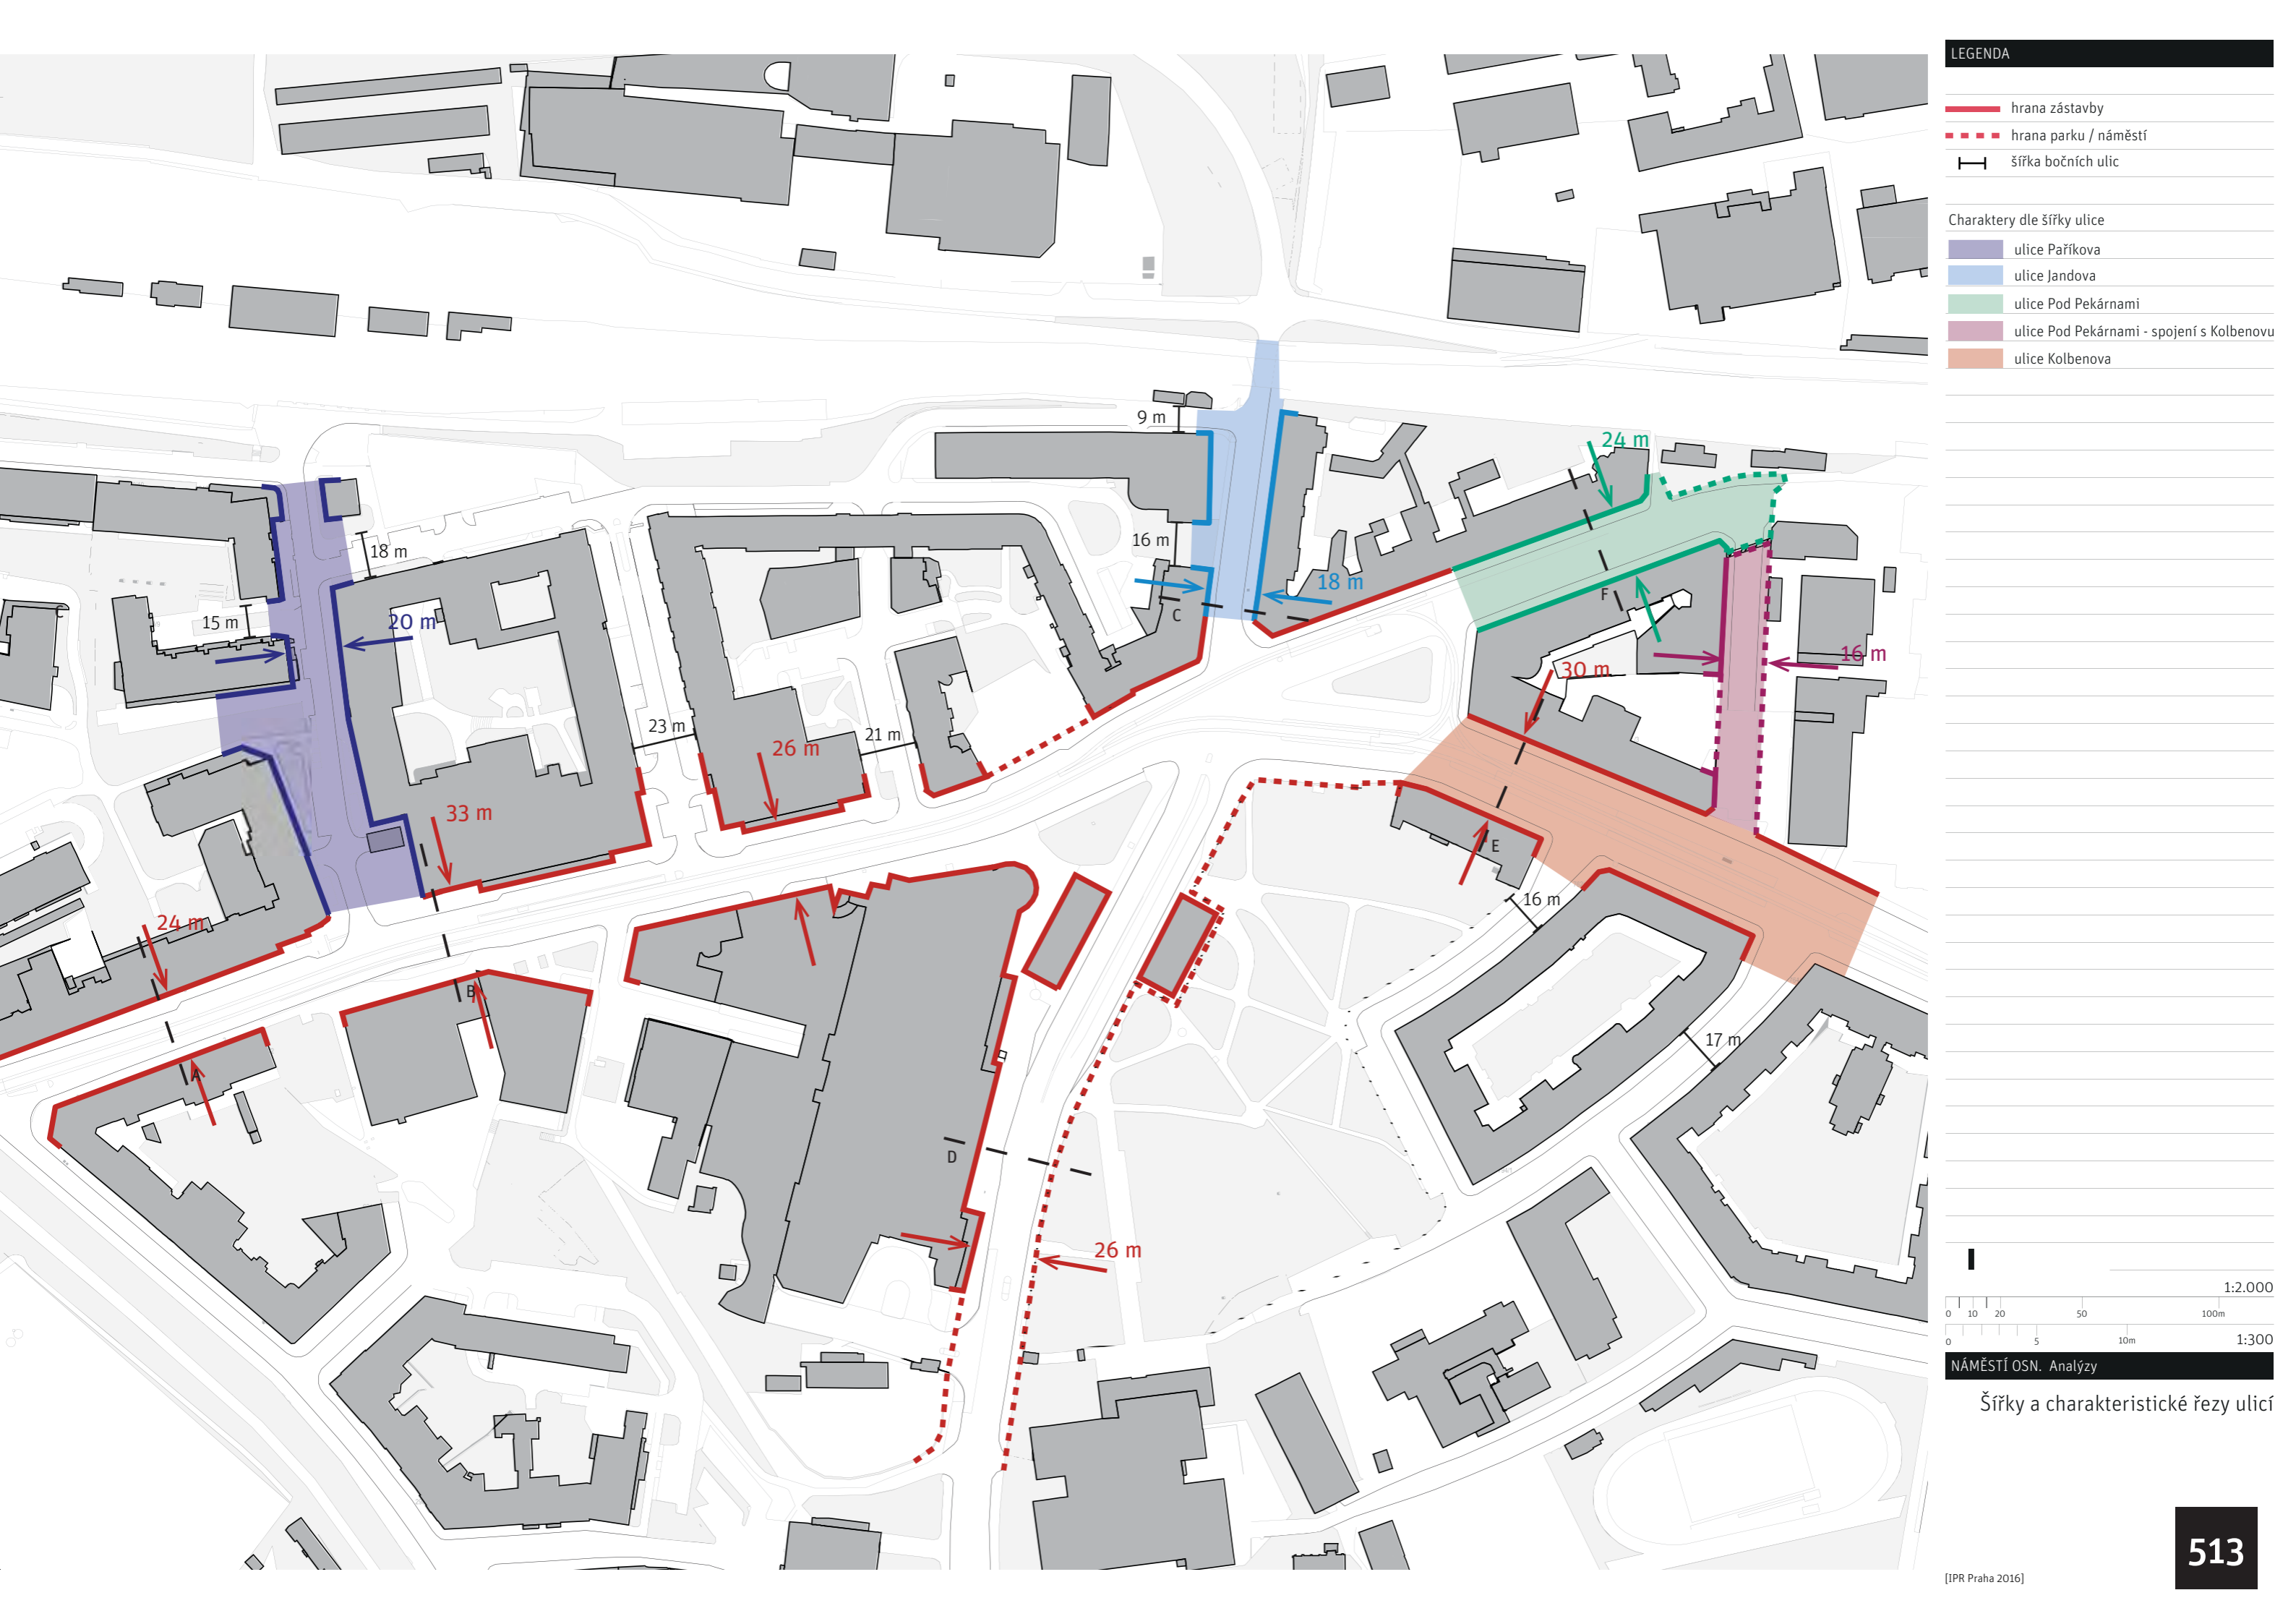 LEGENDA
hrana zástavby
hrana parku / náměstí
šířka bočních ulic
Charaktery dle šířky ulice
ulice Paříkova
ulice Jandova
ulice Pod Pekárnami
ulice Pod Pekárnami - spojení s Kolbenovu
ulice Kolbenova
9 m
24 m
18 m
16 m
18 m
15 m
20 m
C
F
16 m
30 m
23 m
26 m
21 m
33 m
E
16 m
24 m
B
17 m
A
D
26 m
1:2.000
0 10 20 50 100m
0 5 10m
1:300
NÁMĚSTÍ OSN. Analýzy
Šířky a charakteristické řezy ulicí
513
[IPR Praha 2016]